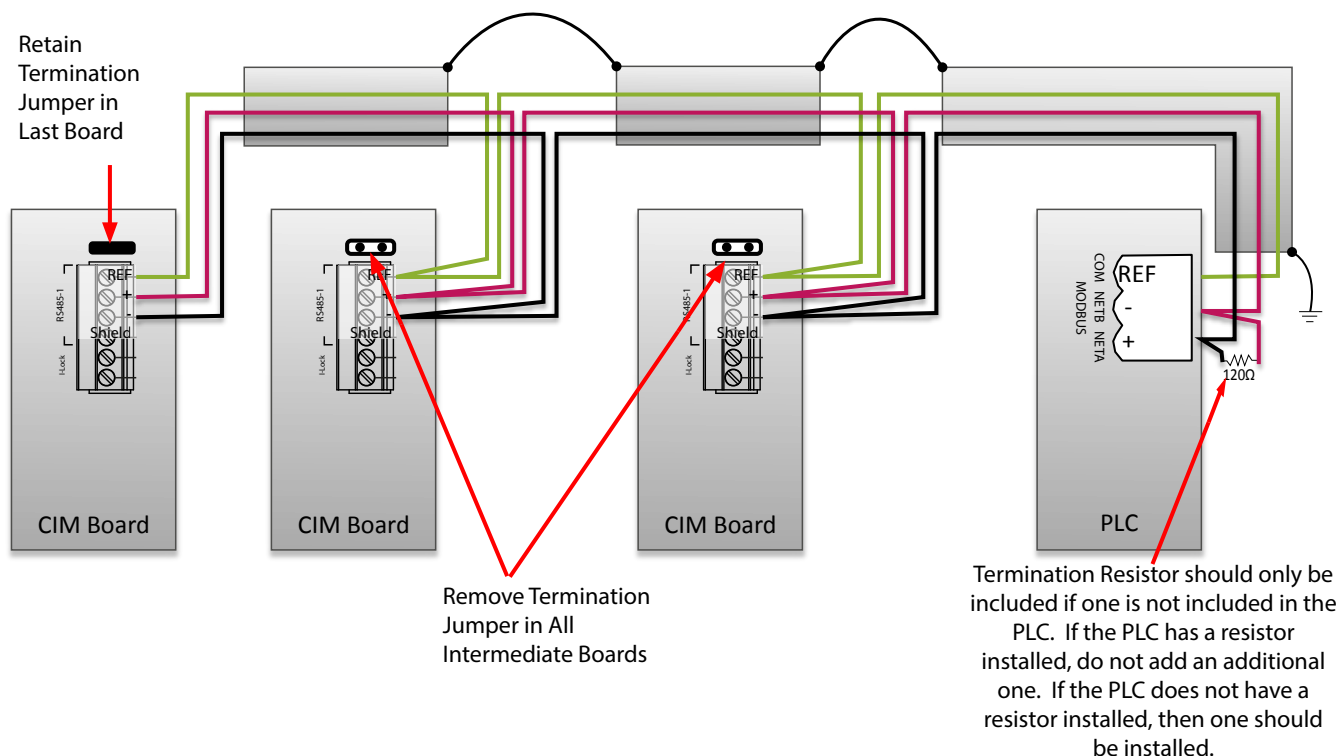 Retain
Termination
Jumper in
Last Board
REF
+
-
Shield
RS485-1
I-Lock
CIM Board
REF
+
-
Shield
RS485-1
I-Lock
CIM Board
REF
+
-
Shield
RS485-1
I-Lock
CIM Board
COM NETB NETA
MODBUS
REF
-
+
120Ω
PLC
Remove Termination
Jumper in All
Intermediate Boards
Termination Resistor should only be
included if one is not included in the
PLC. If the PLC has a resistor
installed, do not add an additional
one. If the PLC does not have a
resistor installed, then one should
be installed.